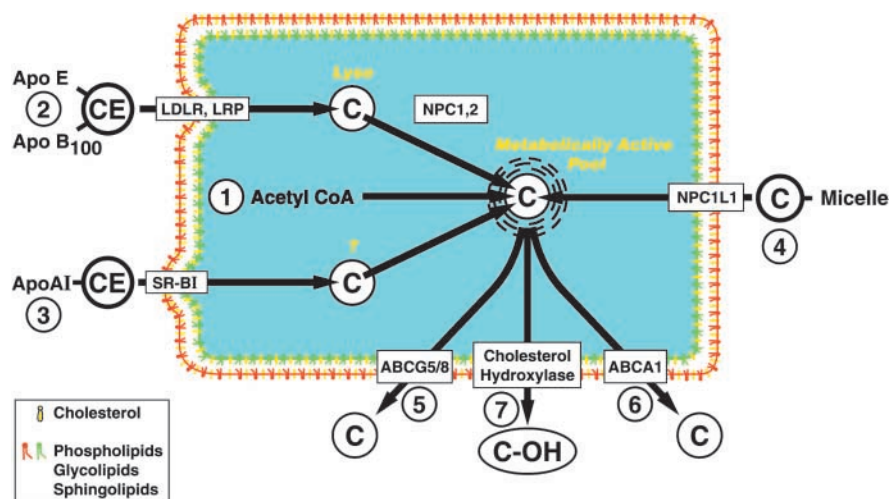 Apo E
2
Apo B100
CE
LDLR, LRP
Lyso
C
NPC1,2
Metabolically Active
Pool
1
Acetyl CoA
C
NPC1L1
C
Micelle
4
?
ApoAI
3
CE
SR-BI
C
ABCG5/8
Cholesterol
Hydroxylase
ABCA1
5
7
6
C
C-OH
C
Cholesterol
Phospholipids
Glycolipids
Sphingolipids